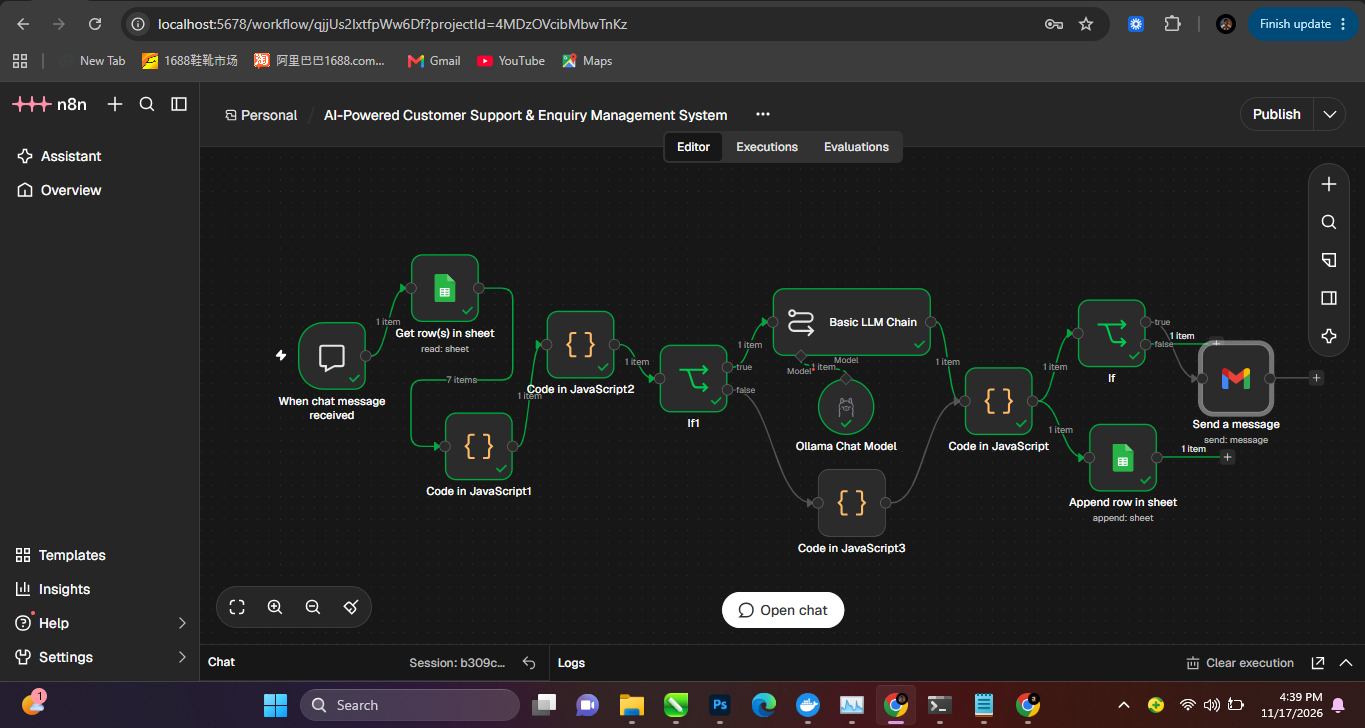 localhost:5678/workflow/qjjUs2IxtfpWw6Df?projectId=4MDzOVcibMbwTnKz
Finish update
New Tab
1688鞋靴市场
阿里巴巴1688.com...
Gmail
YouTube
Maps
n8n
Personal / AI-Powered Customer Support & Enquiry Management System ...
Publish
Editor
Executions
Evaluations
Assistant
Overview
Templates
Insights
Help
Settings
When chat message
received
1 item
Get row(s) in sheet
read: sheet
7 items
Code in JavaScript1
1 item
Code in JavaScript2
1 item
If1
true
false
1 item
Basic LLM Chain
Model*
1 item
Model
Ollama Chat Model
Code in JavaScript3
1 item
Code in JavaScript
1 item
1 item
If
true
false
1 item
Send a message
send: message
Append row in sheet
append: sheet
1 item
Open chat
Chat
Session: b309c...
Logs
Clear execution
1
Search
Ps
4:39 PM
11/17/2026